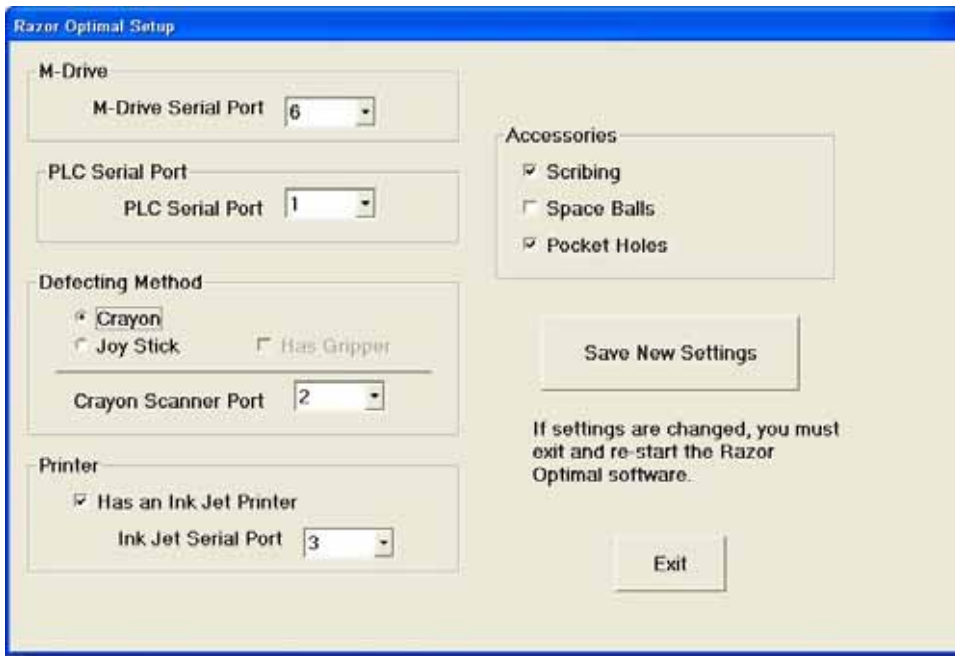 Razor Optimal Setup
M-Drive
M-Drive Serial Port 6
PLC Serial Port
PLC Serial Port 1
Defecting Method
Crayon
Joy Stick Has Gripper
Crayon Scanner Port 2
Printer
Has an Ink Jet Printer
Ink Jet Serial Port 3
Accessories
Scribing
Space Balls
Pocket Holes
Save New Settings
If settings are changed, you must
exit and re-start the Razor
Optimal software.
Exit